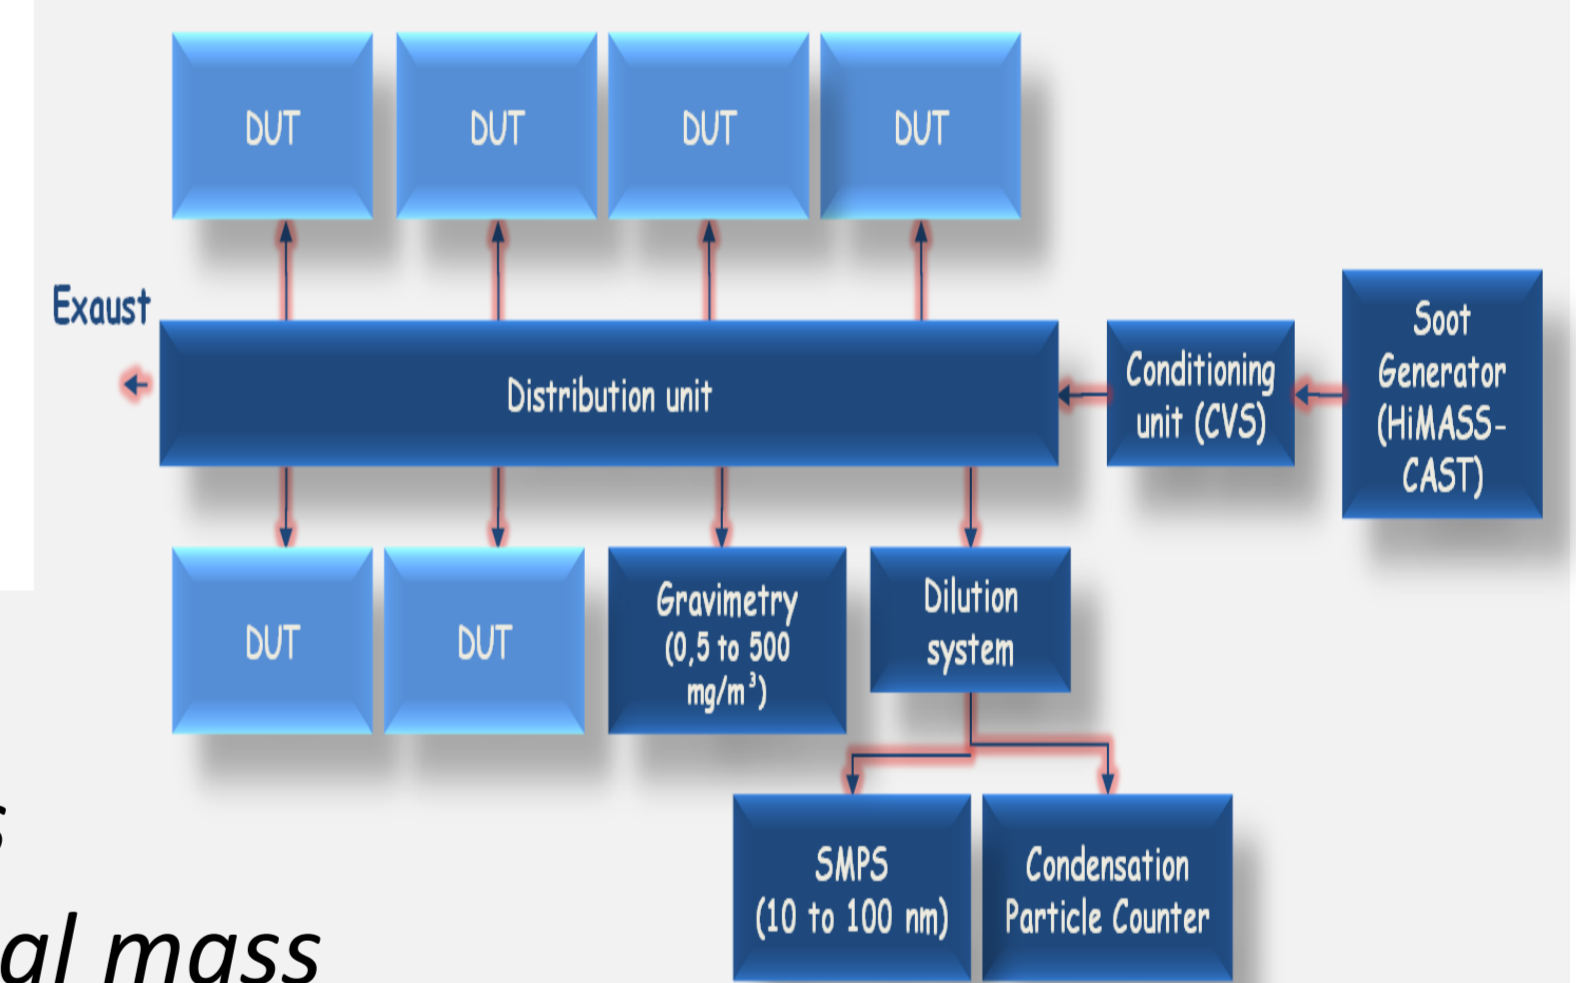 DUT
DUT
DUT
DUT
Exaust
Distribution unit
Conditioning
unit (CVS)
Soot
Generator
(HiMASS-
CAST)
DUT
DUT
Gravimetry
(0,5 to 500
mg/m³)
Dilution
system
SMPS
(10 to 100 nm)
Condensation
Particle Counter
mass